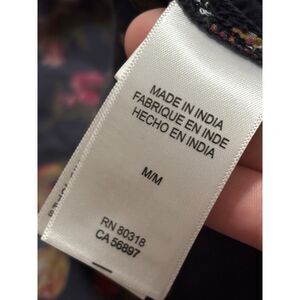 MADE IN INDIA
FABRIQUE EN INDE
HECHO EN INDIA
M/M
RN 80318
CA 56897